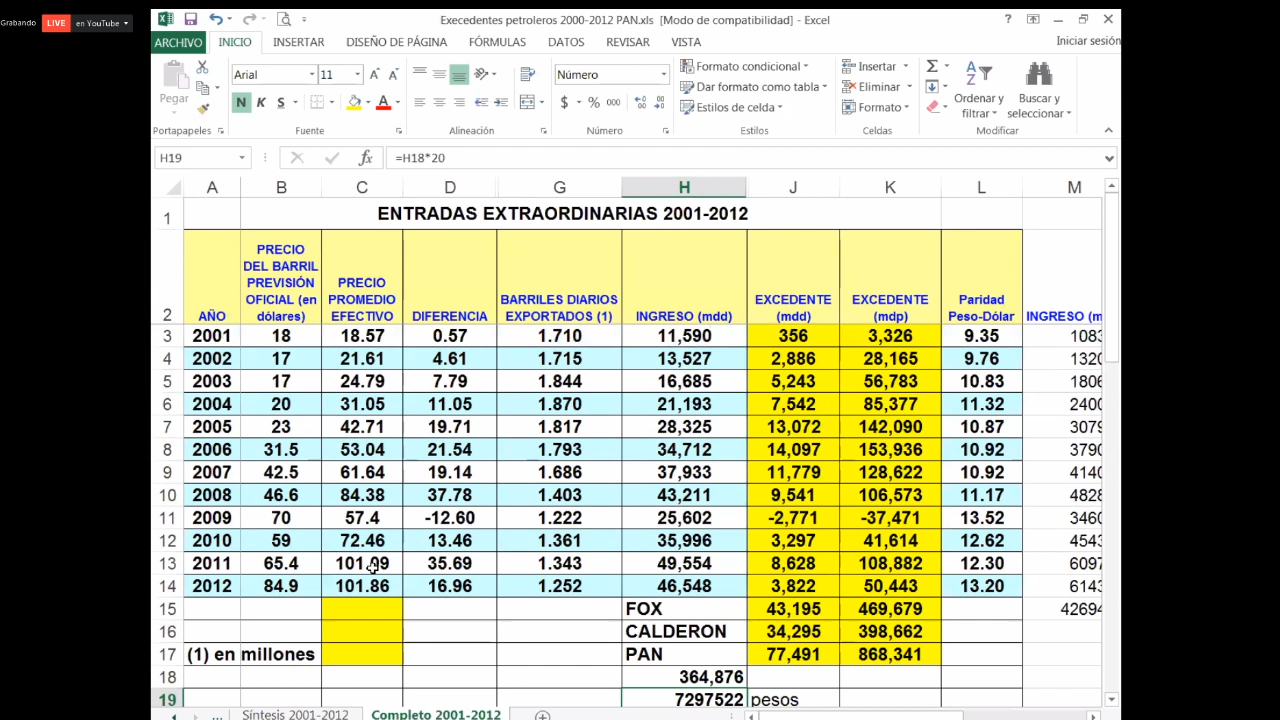 Grabando LIVE en YouTube
Execedentes petroleros 2000-2012 PAN.xls [Modo de compatibilidad] - Excel
ARCHIVO INICIO INSERTAR DISEÑO DE PÁGINA FÓRMULAS DATOS REVISAR VISTA Iniciar sesión
Arial 11 Número Formato condicional Insertar
Dar formato como tabla Eliminar
Pegar N K S $ % 000 Estilos de celda Formato Ordenar y filtrar Buscar y seleccionar
Portapapeles Fuente Alineación Número Estilos Celdas Modificar
H19 fx =H18*20
A B C D G H J K L M
1 ENTRADAS EXTRAORDINARIAS 2001-2012
2 AÑO PRECIO DEL BARRIL PREVISIÓN OFICIAL (en dólares) PRECIO PROMEDIO EFECTIVO DIFERENCIA BARRILES DIARIOS EXPORTADOS (1) INGRESO (mdd) EXCEDENTE (mdd) EXCEDENTE (mdp) Paridad Peso-Dólar INGRESO (m
3 2001 18 18.57 0.57 1.710 11,590 356 3,326 9.35 1083
4 2002 17 21.61 4.61 1.715 13,527 2,886 28,165 9.76 1320
5 2003 17 24.79 7.79 1.844 16,685 5,243 56,783 10.83 1806
6 2004 20 31.05 11.05 1.870 21,193 7,542 85,377 11.32 2400
7 2005 23 42.71 19.71 1.817 28,325 13,072 142,090 10.87 3079
8 2006 31.5 53.04 21.54 1.793 34,712 14,097 153,936 10.92 3790
9 2007 42.5 61.64 19.14 1.686 37,933 11,779 128,622 10.92 4140
10 2008 46.6 84.38 37.78 1.403 43,211 9,541 106,573 11.17 4828
11 2009 70 57.4 -12.60 1.222 25,602 -2,771 -37,471 13.52 3460
12 2010 59 72.46 13.46 1.361 35,996 3,297 41,614 12.62 4543
13 2011 65.4 101.09 35.69 1.343 49,554 8,628 108,882 12.30 6097
14 2012 84.9 101.86 16.96 1.252 46,548 3,822 50,443 13.20 6143
15 FOX 43,195 469,679 42694
16 CALDERON 34,295 398,662
17 (1) en millones PAN 77,491 868,341
18 364,876
19 7297522 pesos
... Síntesis 2001-2012 Completo 2001-2012